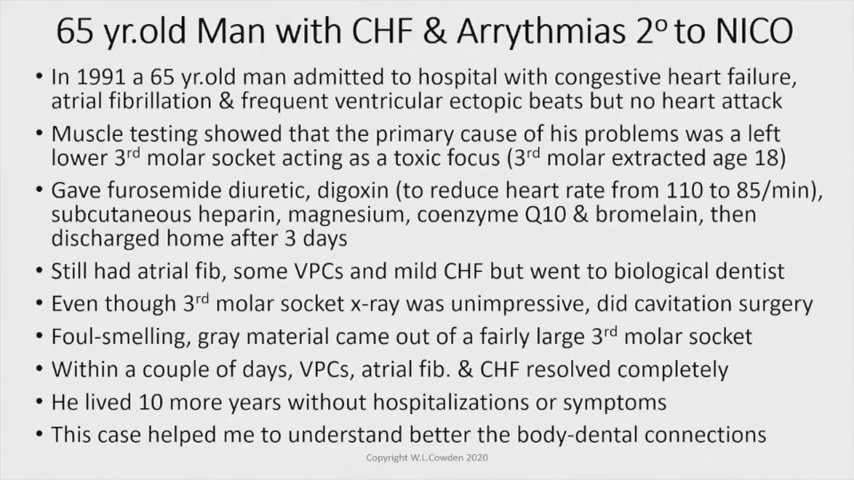 65 yr.old Man with CHF & Arrythmias 2º to NICO
• In 1991 a 65 yr.old man admitted to hospital with congestive heart failure,
atrial fibrillation & frequent ventricular ectopic beats but no heart attack
• Muscle testing showed that the primary cause of his problems was a left
lower 3rd molar socket acting as a toxic focus (3rd molar extracted age 18)
• Gave furosemide diuretic, digoxin (to reduce heart rate from 110 to 85/min),
subcutaneous heparin, magnesium, coenzyme Q10 & bromelain, then
discharged home after 3 days
• Still had atrial fib, some VPCs and mild CHF but went to biological dentist
• Even though 3rd molar socket x-ray was unimpressive, did cavitation surgery
• Foul-smelling, gray material came out of a fairly large 3rd molar socket
• Within a couple of days, VPCs, atrial fib. & CHF resolved completely
• He lived 10 more years without hospitalizations or symptoms
• This case helped me to understand better the body-dental connections
Copyright W.L.Cowden 2020